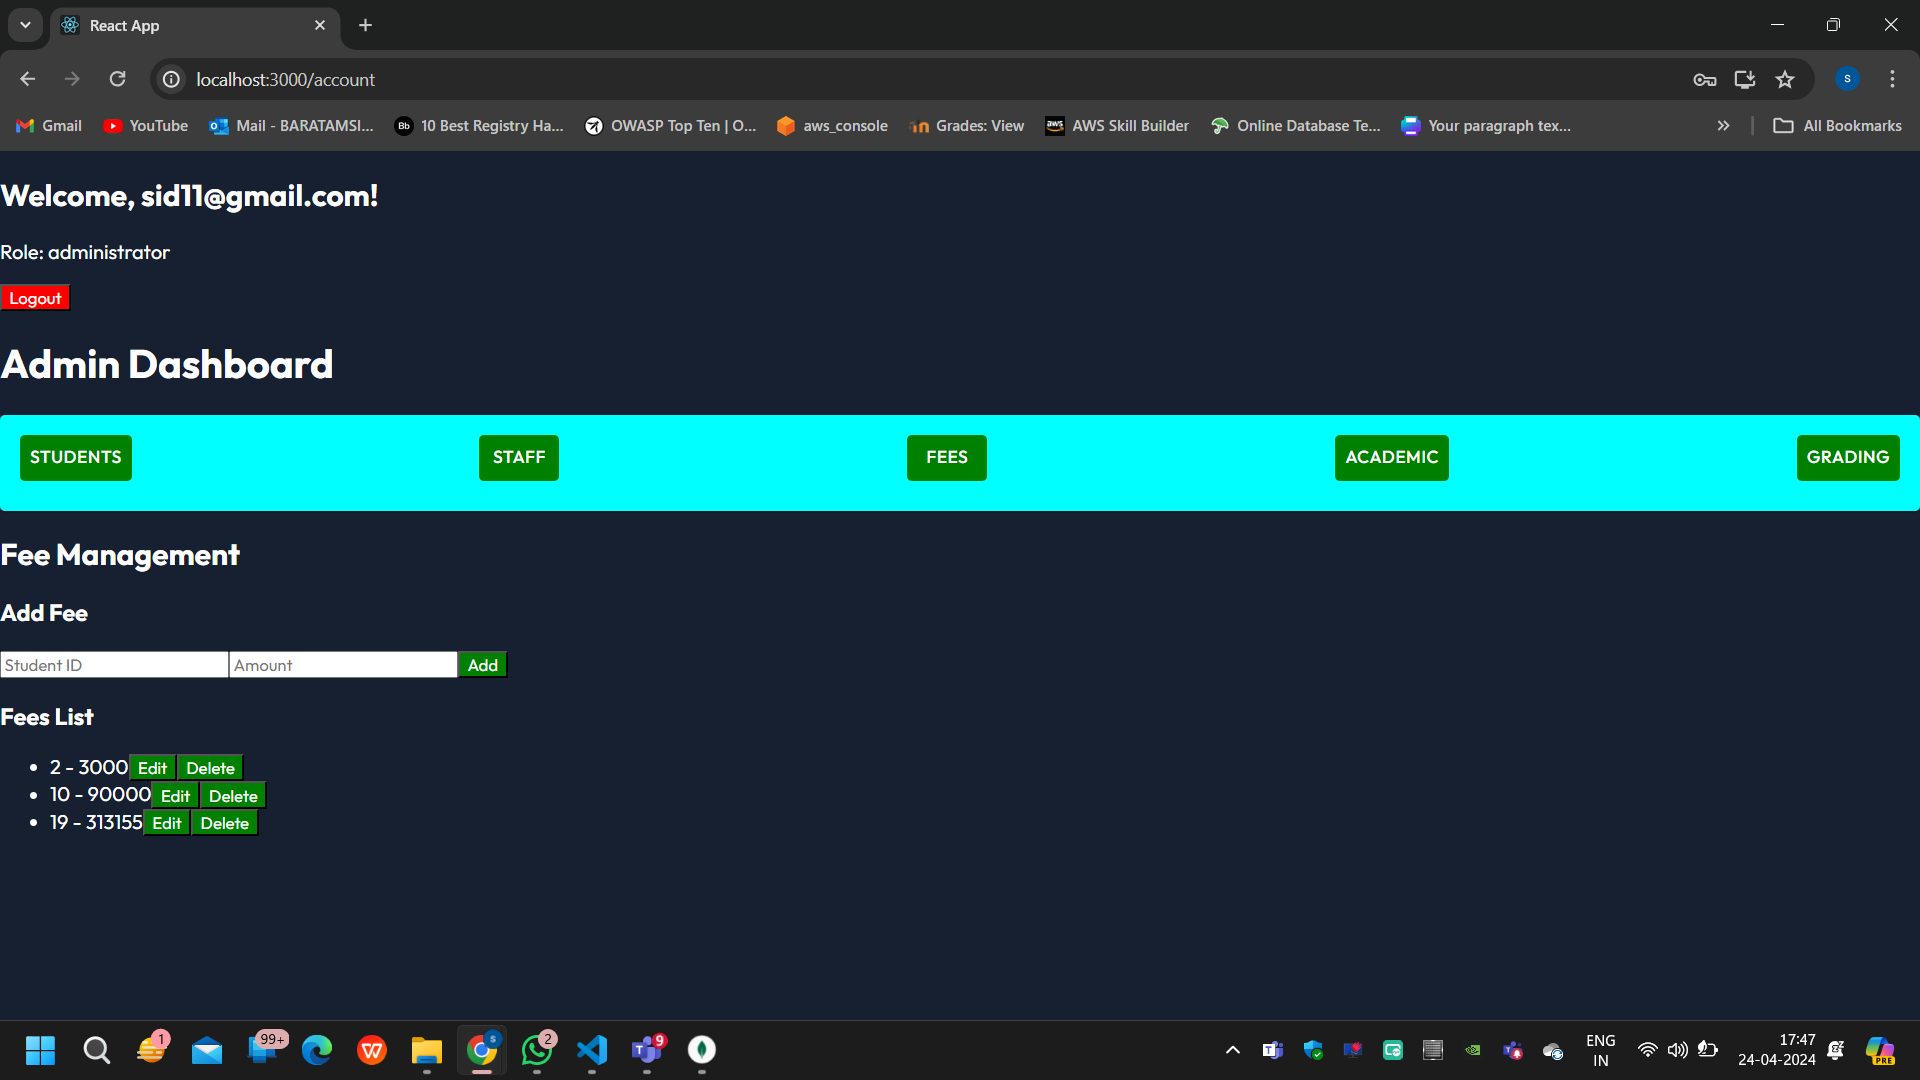 React App
localhost:3000/account
Gmail YouTube Mail - BARATAMSI... 10 Best Registry Ha... OWASP Top Ten | O... aws_console Grades: View AWS Skill Builder Online Database Te... Your paragraph tex... All Bookmarks
Welcome, sid11@gmail.com!
Role: administrator
Logout
Admin Dashboard
STUDENTS STAFF FEES ACADEMIC GRADING
Fee Management
Add Fee
Student ID Amount Add
Fees List
2 - 3000 Edit Delete
10 - 90000 Edit Delete
19 - 313155 Edit Delete
1 99+ 2 9
ENG
IN
17:47
24-04-2024
PRE